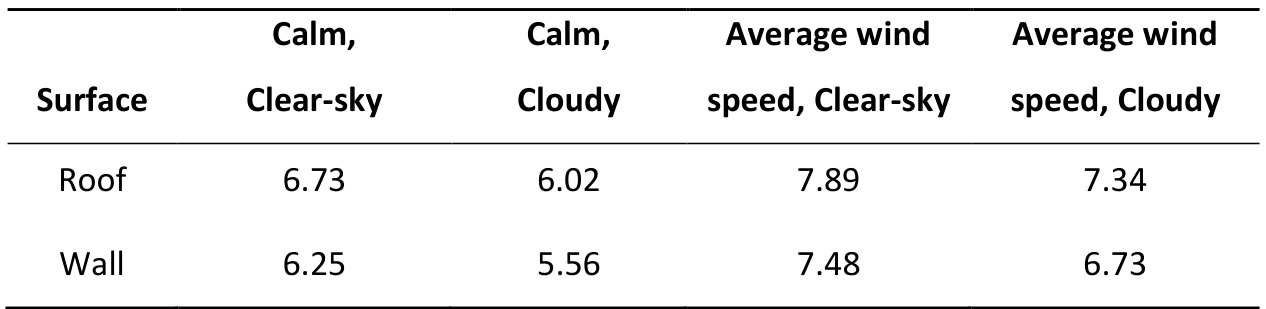 Calm, Calm, Average wind Average wind
Surface Clear-sky Cloudy speed, Clear-sky speed, Cloudy
Roof 6.73 6.02 7.89 7.34
Wall 6.25 5.56 7.48 6.73